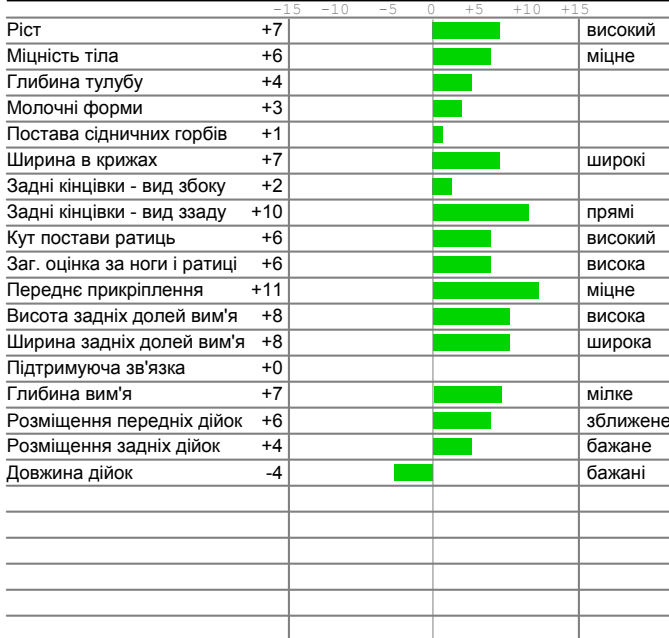 -15 -10 -5 0 +5 +10 +15
Ріст +7 високий
Міцність тіла +6 міцне
Глибина тулубу +4
Молочні форми +3
Постава сідничних горбів +1
Ширина в крижах +7 широкі
Задні кінцівки - вид збоку +2
Задні кінцівки - вид ззаду +10 прямі
Кут постави ратиць +6 високий
Заг. оцінка за ноги і ратиці +6 висока
Переднє прикріплення +11 міцне
Висота задніх долей вим'я +8 висока
Ширина задніх долей вим'я +8 широка
Підтримуюча зв'язка +0
Глибина вим'я +7 мілке
Розміщення передніх дійок +6 зближене
Розміщення задніх дійок +4 бажане
Довжина дійок -4 бажані